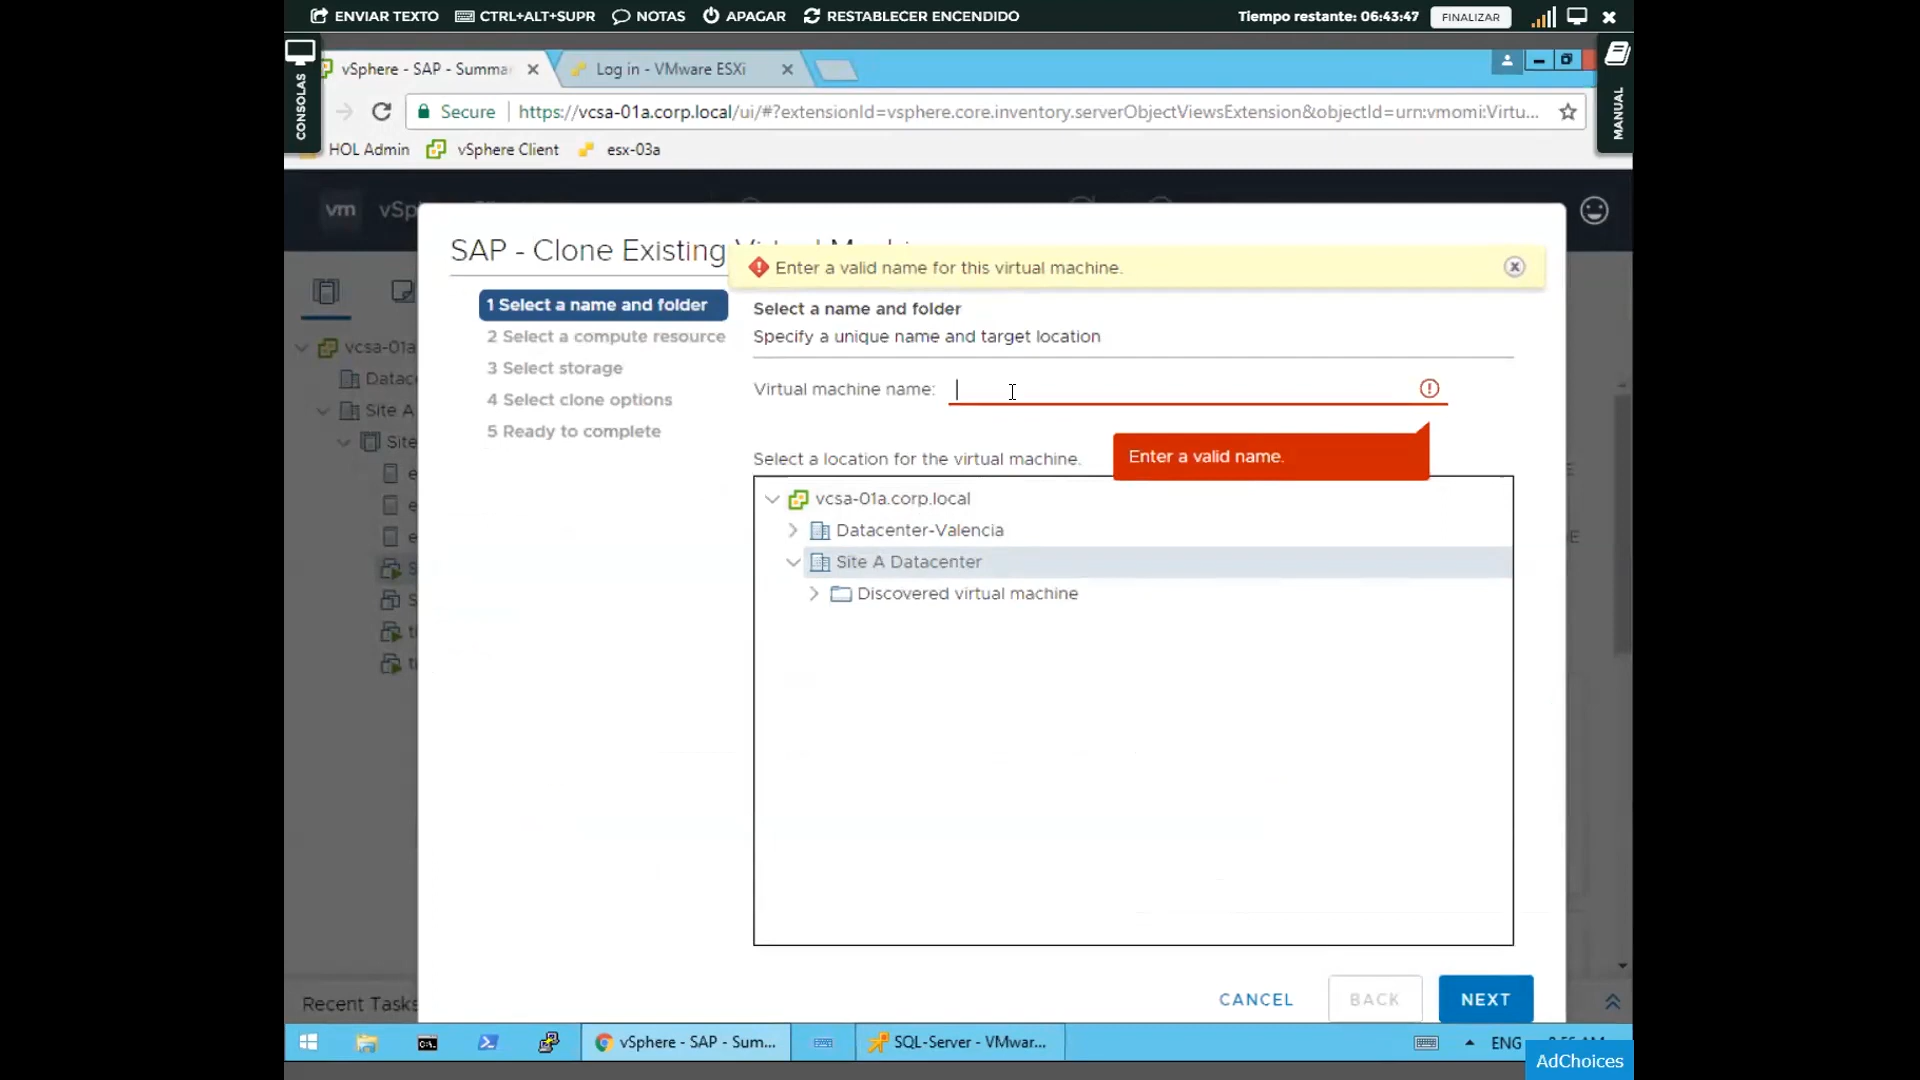 ENVIAR TEXTO CTRL+ALT+SUPR NOTAS APAGAR RESTABLECER ENCENDIDO Tiempo restante: 06:43:47 FINALIZAR
CONSOLAS
MANUAL
vSphere - SAP - Summa Log in - VMware ESXi
Secure https://vcsa-01a.corp.local/ui/#?extensionId=vsphere.core.inventory.serverObjectViewsExtension&objectId=urn:vmomi:Virtu...
HOL Admin vSphere Client esx-03a
vm vSp
SAP - Clone Existing
Enter a valid name for this virtual machine.
1 Select a name and folder
2 Select a compute resource
3 Select storage
4 Select clone options
5 Ready to complete
Select a name and folder
Specify a unique name and target location
Virtual machine name:
Enter a valid name.
Select a location for the virtual machine.
vcsa-01a.corp.local
Datacenter-Valencia
Site A Datacenter
Discovered virtual machine
vcsa-01a
Datac
Site A
Site
CANCEL BACK NEXT
Recent Tasks
vSphere - SAP - Sum... SQL-Server - VMwar... ENG
AdChoices